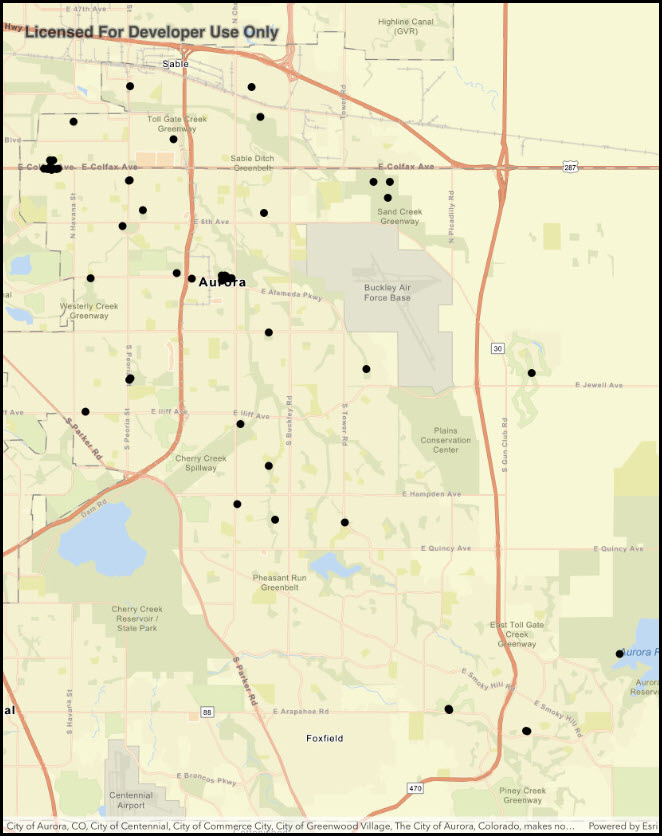 E 47th Ave
Hwy
Licensed For Developer Use Only
Highline Canal
(GVR)
Sable
Toll Gate Creek
Greenway
Blvd
Sable Ditch
Greenbelt
E Colfax Ave
E Colfax Ave
E Colfax Ave
287
N Havana St
Sand Creek
Greenway
N Picadilly Rd
E 6th Ave
Aurora
E Alameda Pkwy
Buckley Air
Force Base
Westerly Creek
Greenway
30
S Peoria St
E Jewell Ave
E Iliff Ave
E Iliff Ave
S Buckley Rd
S Tower Rd
S Parker Rd
Plains
Conservation
Center
S Gun Club Rd
Cherry Creek
Spillway
E Hampden Ave
Dam Rd
E Quincy Ave
E Quincy Ave
Pheasant Run
Greenbelt
Cherry Creek
Reservoir /
State Park
East Toll Gate
Creek
Greenway
Aurora R
Auror
Reserv
S Parker Rd
E Smoky Hill Rd
E Smoky Hill Rd
S Havana St
al
88
E Arapahoe Rd
Foxfield
E Broncos Pkwy
470
Centennial
Airport
Piney Creek
Greenway
City of Aurora, CO, City of Centennial, City of Commerce City, City of Greenwood Village, The City of Aurora, Colorado, makes no...
Powered by Esri